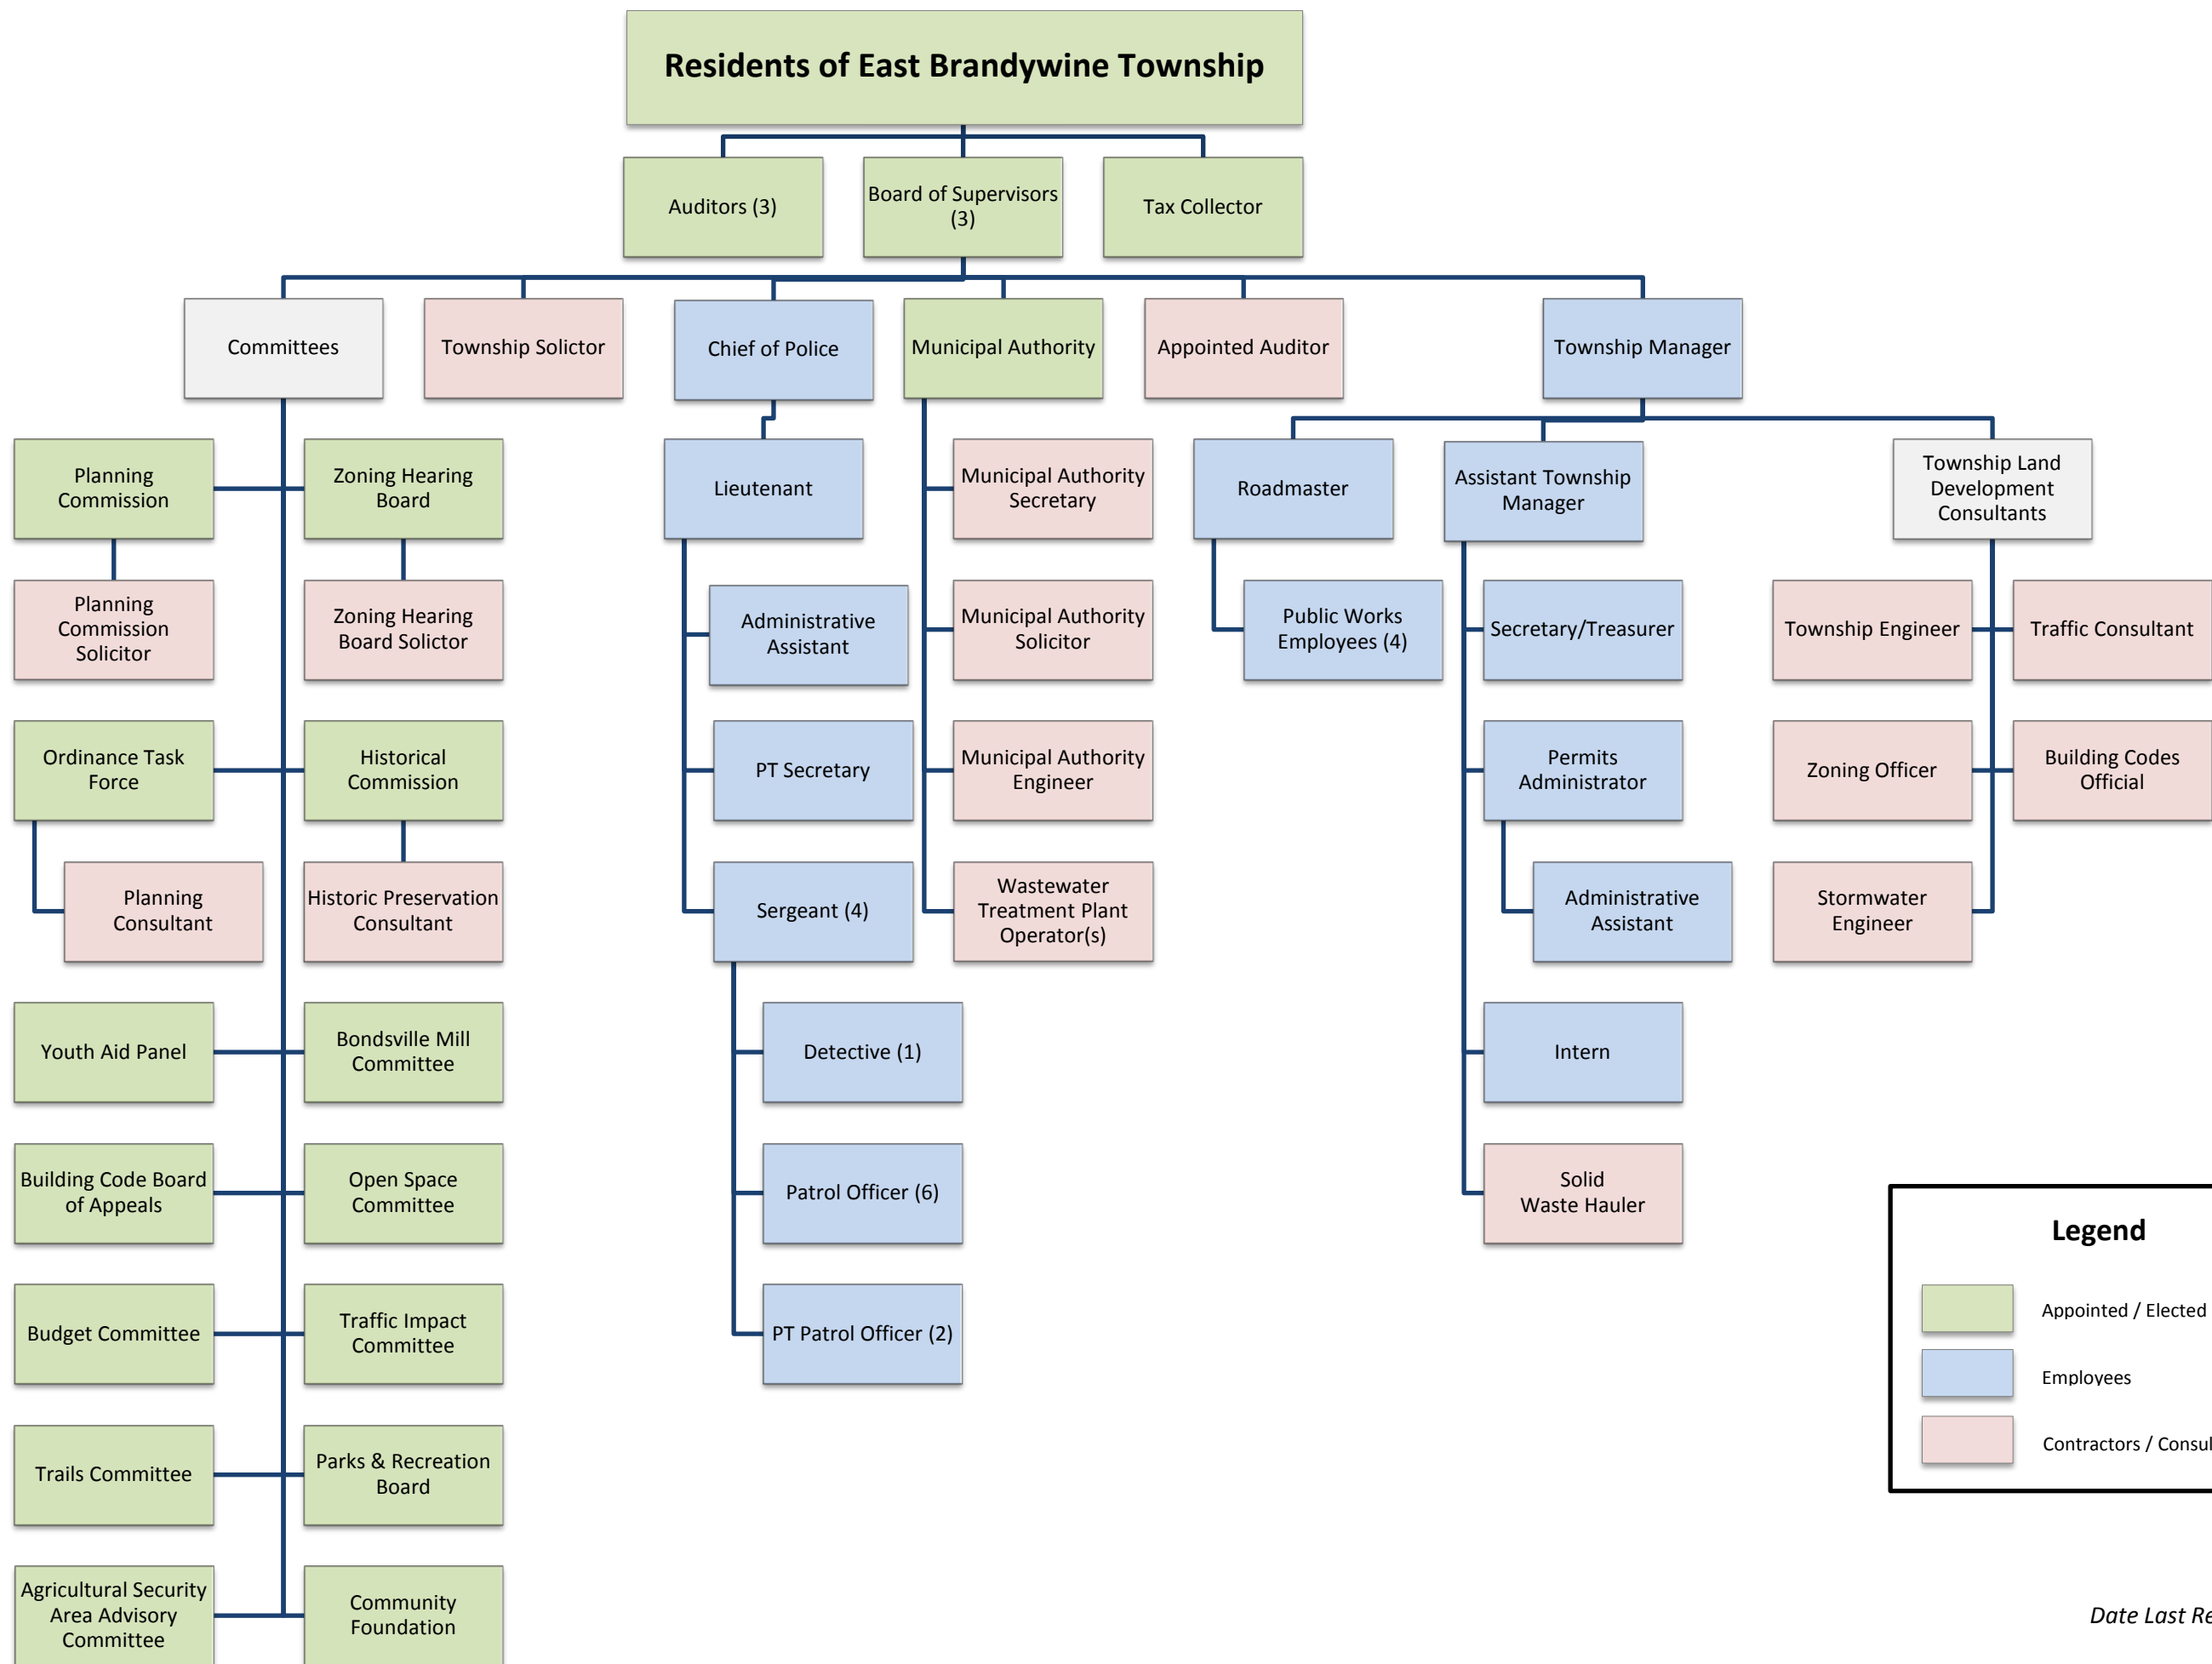 Residents of East Brandywine Township
Auditors (3)
Board of Supervisors
(3)
Tax Collector
Committees
Township Solictor
Chief of Police
Municipal Authority
Appointed Auditor
Township Manager
Planning
Commission
Zoning Hearing
Board
Lieutenant
Municipal Authority
Secretary
Roadmaster
Assistant Township
Manager
Township Land
Development
Consultants
Planning
Commission
Solicitor
Zoning Hearing
Board Solictor
Administrative
Assistant
Municipal Authority
Solicitor
Public Works
Employees (4)
Secretary/Treasurer
Township Engineer
Traffic Consultant
Ordinance Task
Force
Historical
Commission
PT Secretary
Municipal Authority
Engineer
Permits
Administrator
Zoning Officer
Building Codes
Official
Planning
Consultant
Historic Preservation
Consultant
Sergeant (4)
Wastewater
Treatment Plant
Operator(s)
Administrative
Assistant
Stormwater
Engineer
Youth Aid Panel
Bondsville Mill
Committee
Detective (1)
Intern
Building Code Board
of Appeals
Open Space
Committee
Patrol Officer (6)
Solid
Waste Hauler
Budget Committee
Traffic Impact
Committee
PT Patrol Officer (2)
Legend
Appointed / Elected
Employees
Contractors / Consul
Trails Committee
Parks & Recreation
Board
Agricultural Security
Area Advisory
Committee
Community
Foundation
Date Last Re